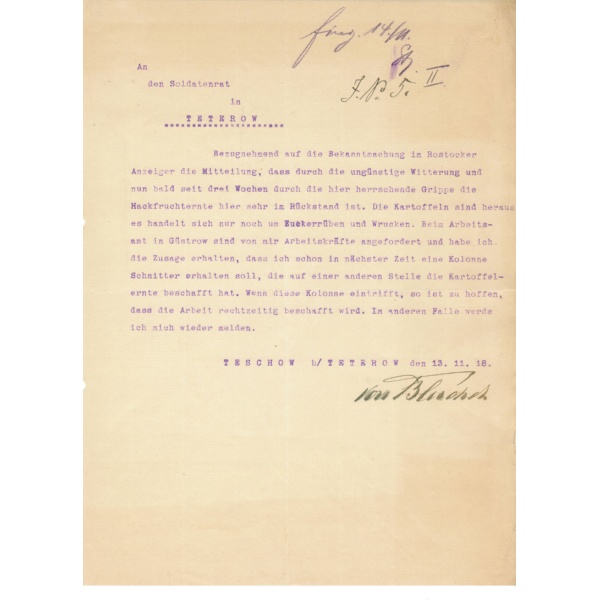 14/11.
J. No. 5. II
An
den Soldatenrat
in
TETEROW
Bezugnehmend auf die Bekanntmachung im Rostocker
Anzeiger die Mitteilung, dass durch die ungünstige Witterung und
nun bald seit drei Wochen durch die hier herrschende Grippe die
Hackfruchternte hier sehr im Rückstand ist. Die Kartoffeln sind heraus
es handelt sich nur noch um Zuckerrüben und Wrucken. Beim Arbeits-
amt in Güstrow sind von mir Arbeitskräfte angefordert und habe ich
die Zusage erhalten, dass ich schon in nächster Zeit eine Kolonne
Schnitter erhalten soll, die auf einer anderen Stelle die Kartoffel-
ernte beschafft hat. Wenn diese Kolonne eintrifft, so ist zu hoffen,
dass die Arbeit rechtzeitig beschafft wird. Im anderen Falle werde
ich mich wieder melden.
TESCHOW b/ TETEROW den 13. 11. 18.
von Blücher